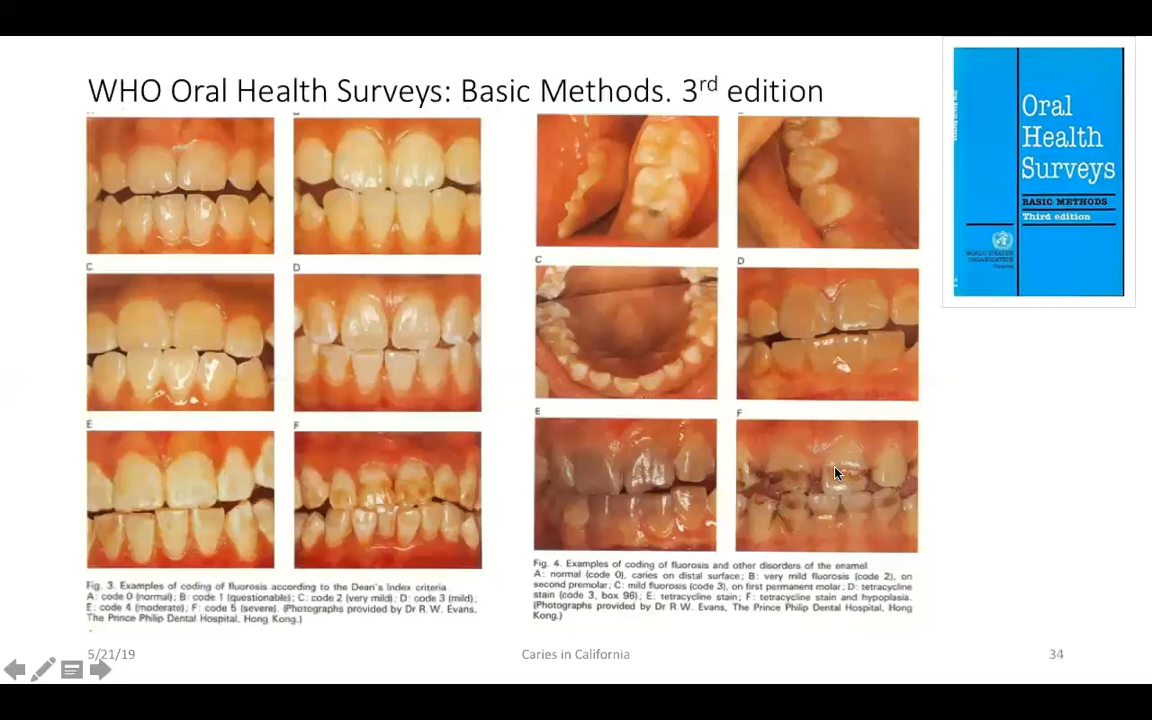 WHO Oral Health Surveys: Basic Methods. 3rd edition
C
D
E
F
Fig. 3. Examples of coding of fluorosis according to the Dean's Index criteria
A: code 0 (normal); B: code 1 (questionable); C: code 2 (very mild); D: code 3 (mild);
E: code 4 (moderate); F: code 5 (severe). (Photographs provided by Dr R.W. Evans,
The Prince Philip Dental Hospital, Hong Kong.)
C
D
E
F
Fig. 4. Examples of coding of fluorosis and other disorders of the enamel
A: normal (code 0), caries on distal surface; B: very mild fluorosis (code 2), on
second premolar; C: mild fluorosis (code 3), on first permanent molar; D: tetracycline
stain (code 3, box 96); E: tetracycline stain; F: tetracycline stain and hypoplasia.
(Photographs provided by Dr R.W. Evans, The Prince Philip Dental Hospital, Hong
Kong.)
Oral
Health
Surveys
BASIC METHODS
Third edition
WORLD HEALTH
ORGANIZATION
5/21/19
Caries in California
34